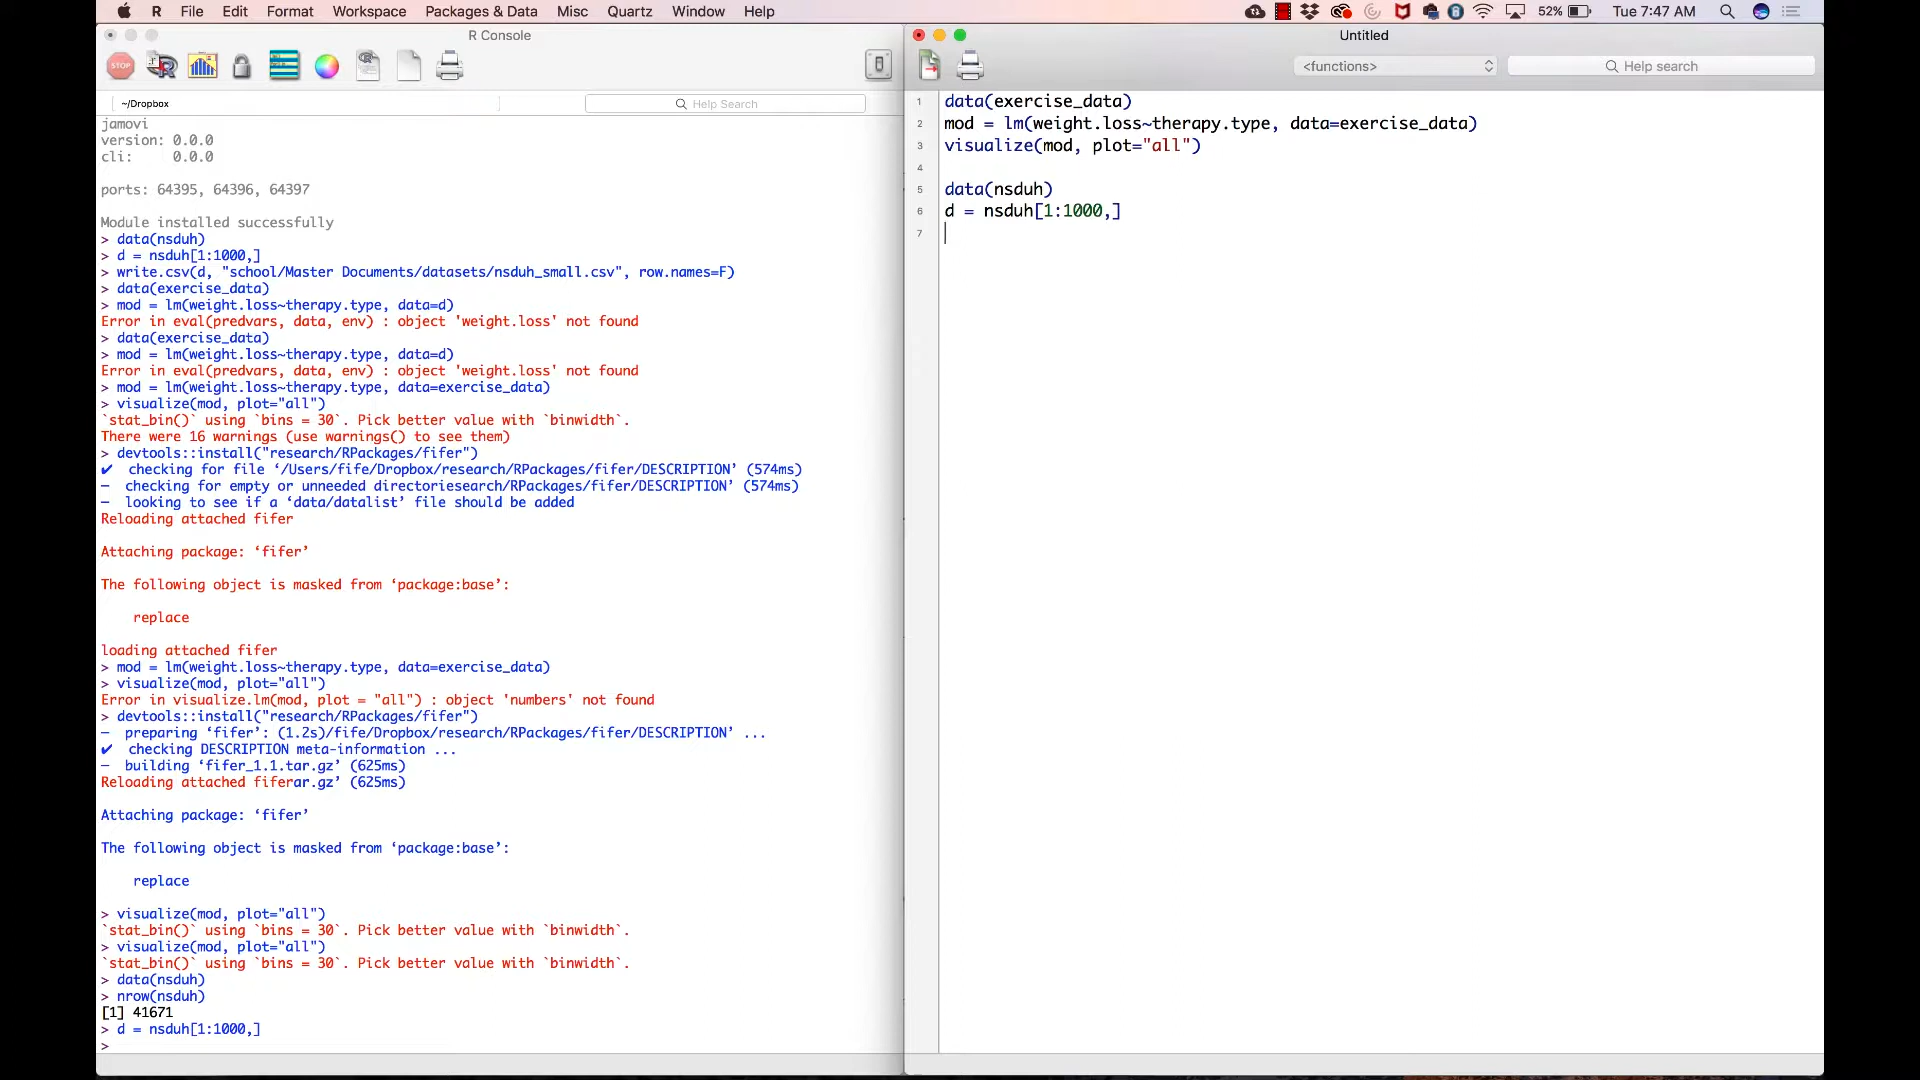 R File Edit Format Workspace Packages & Data Misc Quartz Window Help 52% Tue 7:47 AM
R Console
STOP
~/Dropbox
Help Search
jamovi
version: 0.0.0
cli: 0.0.0
ports: 64395, 64396, 64397
Module installed successfully
> data(nsduh)
> d = nsduh[1:1000,]
> write.csv(d, "school/Master Documents/datasets/nsduh_small.csv", row.names=F)
> data(exercise_data)
> mod = lm(weight.loss~therapy.type, data=d)
Error in eval(predvars, data, env) : object 'weight.loss' not found
> data(exercise_data)
> mod = lm(weight.loss~therapy.type, data=d)
Error in eval(predvars, data, env) : object 'weight.loss' not found
> mod = lm(weight.loss~therapy.type, data=exercise_data)
> visualize(mod, plot="all")
`stat_bin()` using `bins = 30`. Pick better value with `binwidth`.
There were 16 warnings (use warnings() to see them)
> devtools::install("research/RPackages/fifer")
✔ checking for file ‘/Users/fife/Dropbox/research/RPackages/fifer/DESCRIPTION’ (574ms)
─ checking for empty or unneeded directoriesearch/RPackages/fifer/DESCRIPTION’ (574ms)
─ looking to see if a ‘data/datalist’ file should be added
Reloading attached fifer
Attaching package: ‘fifer’
The following object is masked from ‘package:base’:
replace
loading attached fifer
> mod = lm(weight.loss~therapy.type, data=exercise_data)
> visualize(mod, plot="all")
Error in visualize.lm(mod, plot = "all") : object 'numbers' not found
> devtools::install("research/RPackages/fifer")
─ preparing ‘fifer’: (1.2s)/fife/Dropbox/research/RPackages/fifer/DESCRIPTION’ ...
✔ checking DESCRIPTION meta-information ...
─ building ‘fifer_1.1.tar.gz’ (625ms)
Reloading attached fiferar.gz’ (625ms)
Attaching package: ‘fifer’
The following object is masked from ‘package:base’:
replace
> visualize(mod, plot="all")
`stat_bin()` using `bins = 30`. Pick better value with `binwidth`.
> visualize(mod, plot="all")
`stat_bin()` using `bins = 30`. Pick better value with `binwidth`.
> data(nsduh)
> nrow(nsduh)
[1] 41671
> d = nsduh[1:1000,]
>
Untitled
<functions>
Help search
1 data(exercise_data)
2 mod = lm(weight.loss~therapy.type, data=exercise_data)
3 visualize(mod, plot="all")
4
5 data(nsduh)
6 d = nsduh[1:1000,]
7